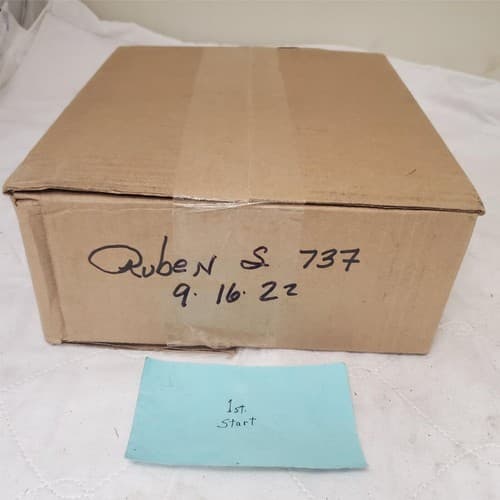 Ruben S. 737
9. 16. 22
1st.
Start